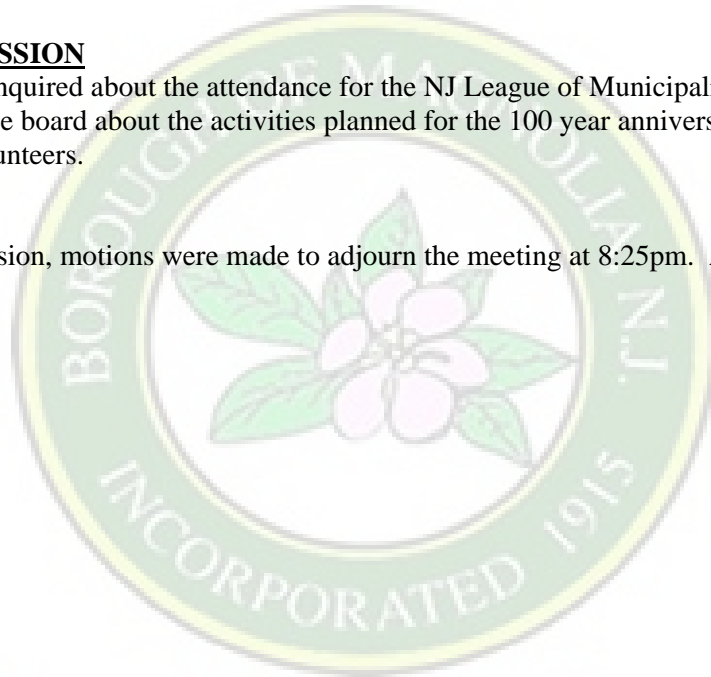 SSION
nquired about the attendance for the NJ League of Municipali
e board about the activities planned for the 100 year annivers
unteers.
sion, motions were made to adjourn the meeting at 8:25pm.
BOROUGH OF MAGNOLIA, N.J.
INCORPORATED 1915